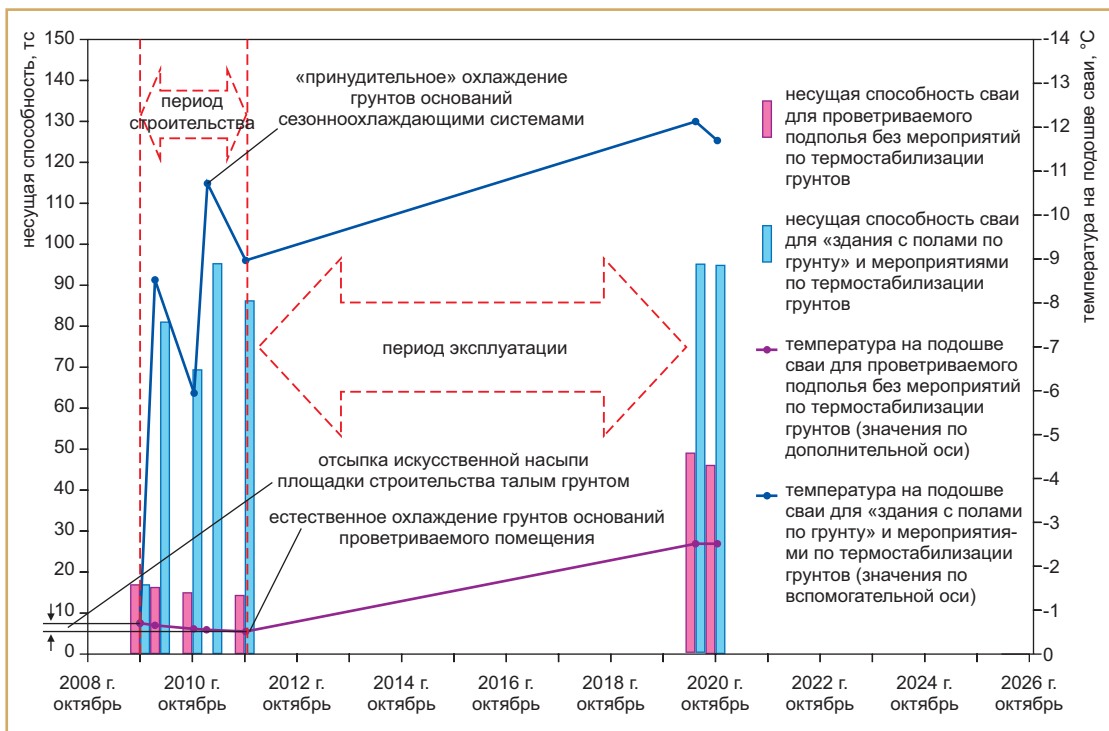 несущая способность, тс
150
140
130
120
110
100
90
80
70
60
50
40
30
20
10
0
период
строительства
«принудительное» охлаждение
грунтов оснований
сезонноохлаждающими системами
период эксплуатации
отсыпка искусственной насыпи
площадки строительства талым грунтом
естественное охлаждение грунтов оснований
проветриваемого помещения
-14
-13
-12
-11
-10
-9
-8
-7
-6
-5
-4
-3
-2
-1
0
температура на подошве сваи, °С
несущая способность сваи
для проветриваемого
подполья без мероприятий
по термостабилизации
грунтов
несущая способность сваи
для «здания с полами по
грунту» и мероприятиями
по термостабилизации
грунтов
температура на подошве
сваи для проветриваемого
подполья без мероприятий
по термостабилизации
грунтов (значения по
дополнительной оси)
температура на подошве
сваи для «здания с полами
по грунту» и мероприятия-
ми по термостабилизации
грунтов (значения по
вспомогательной оси)
2008 г.
октябрь
2010 г.
октябрь
2012 г.
октябрь
2014 г.
октябрь
2016 г.
октябрь
2018 г.
октябрь
2020 г.
октябрь
2022 г.
октябрь
2024 г.
октябрь
2026 г.
октябрь